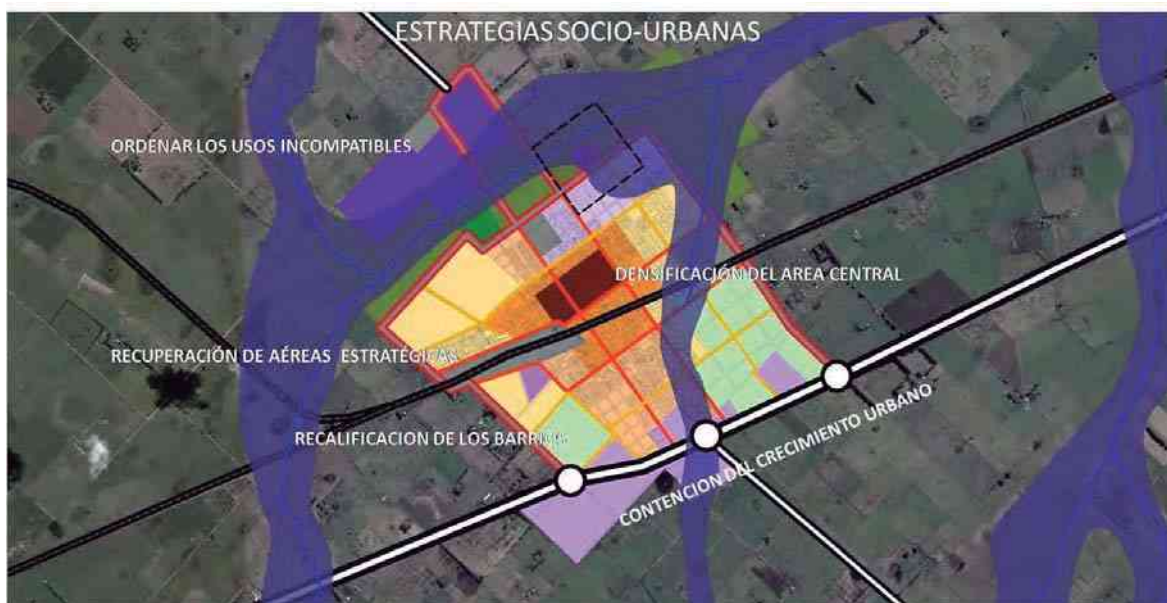 ESTRATEGIAS SOCIO-URBANAS
ORDENAR LOS USOS INCOMPATIBLES
DENSIFICACIÓN DEL AREA CENTRAL
RECUPERACIÓN DE AÉREAS ESTRATÉGICAS
RECALIFICACION DE LOS BARRIOS
CONTENCION DEL CRECIMIENTO URBANO